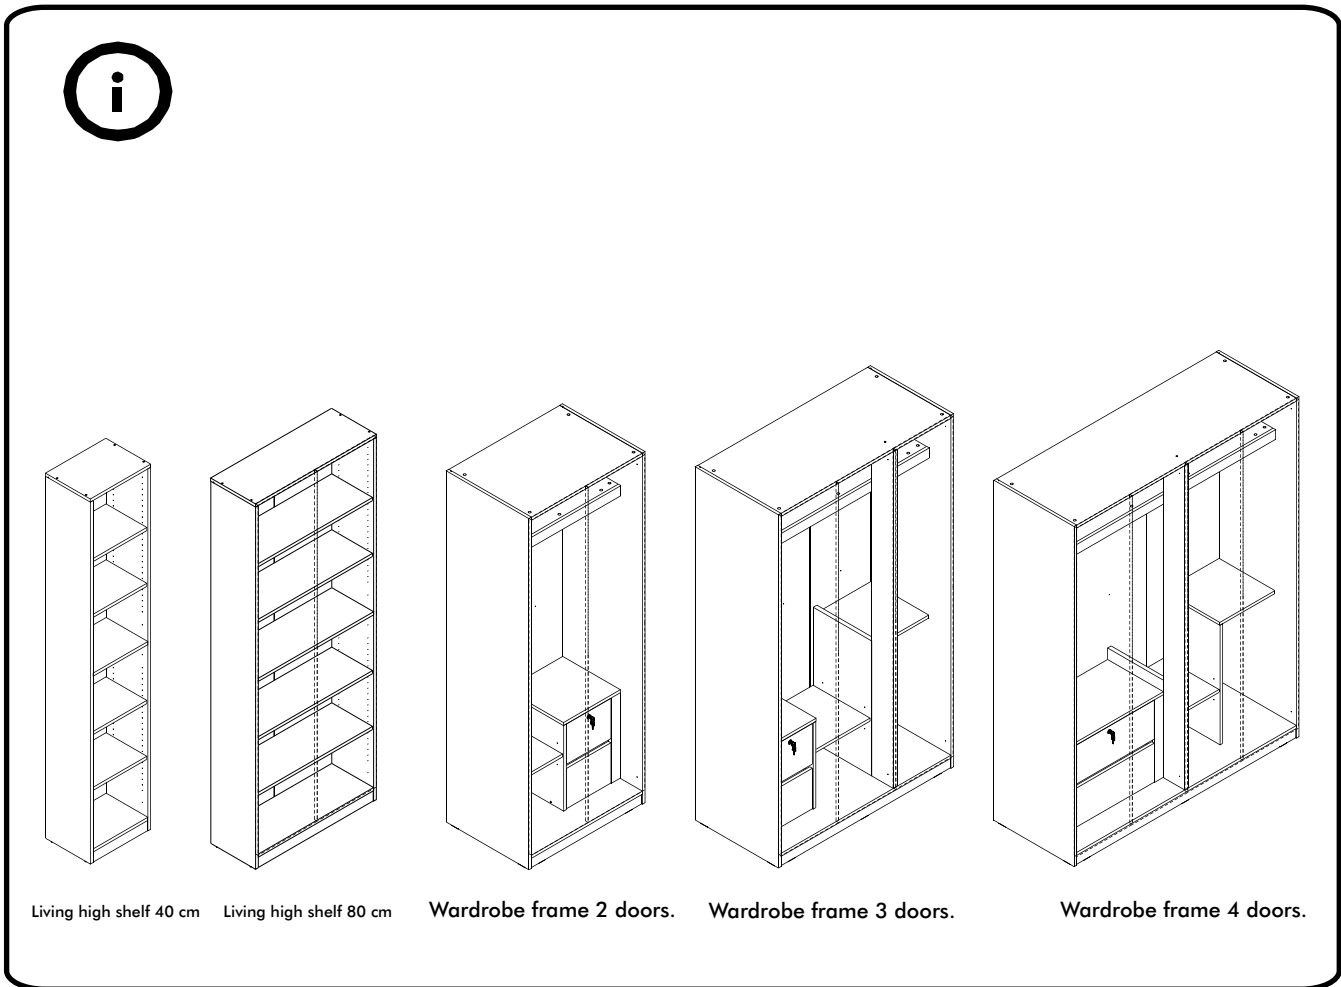 i
Living high shelf 40 cm
Living high shelf 80 cm
Wardrobe frame 2 doors.
Wardrobe frame 3 doors.
Wardrobe frame 4 doors.